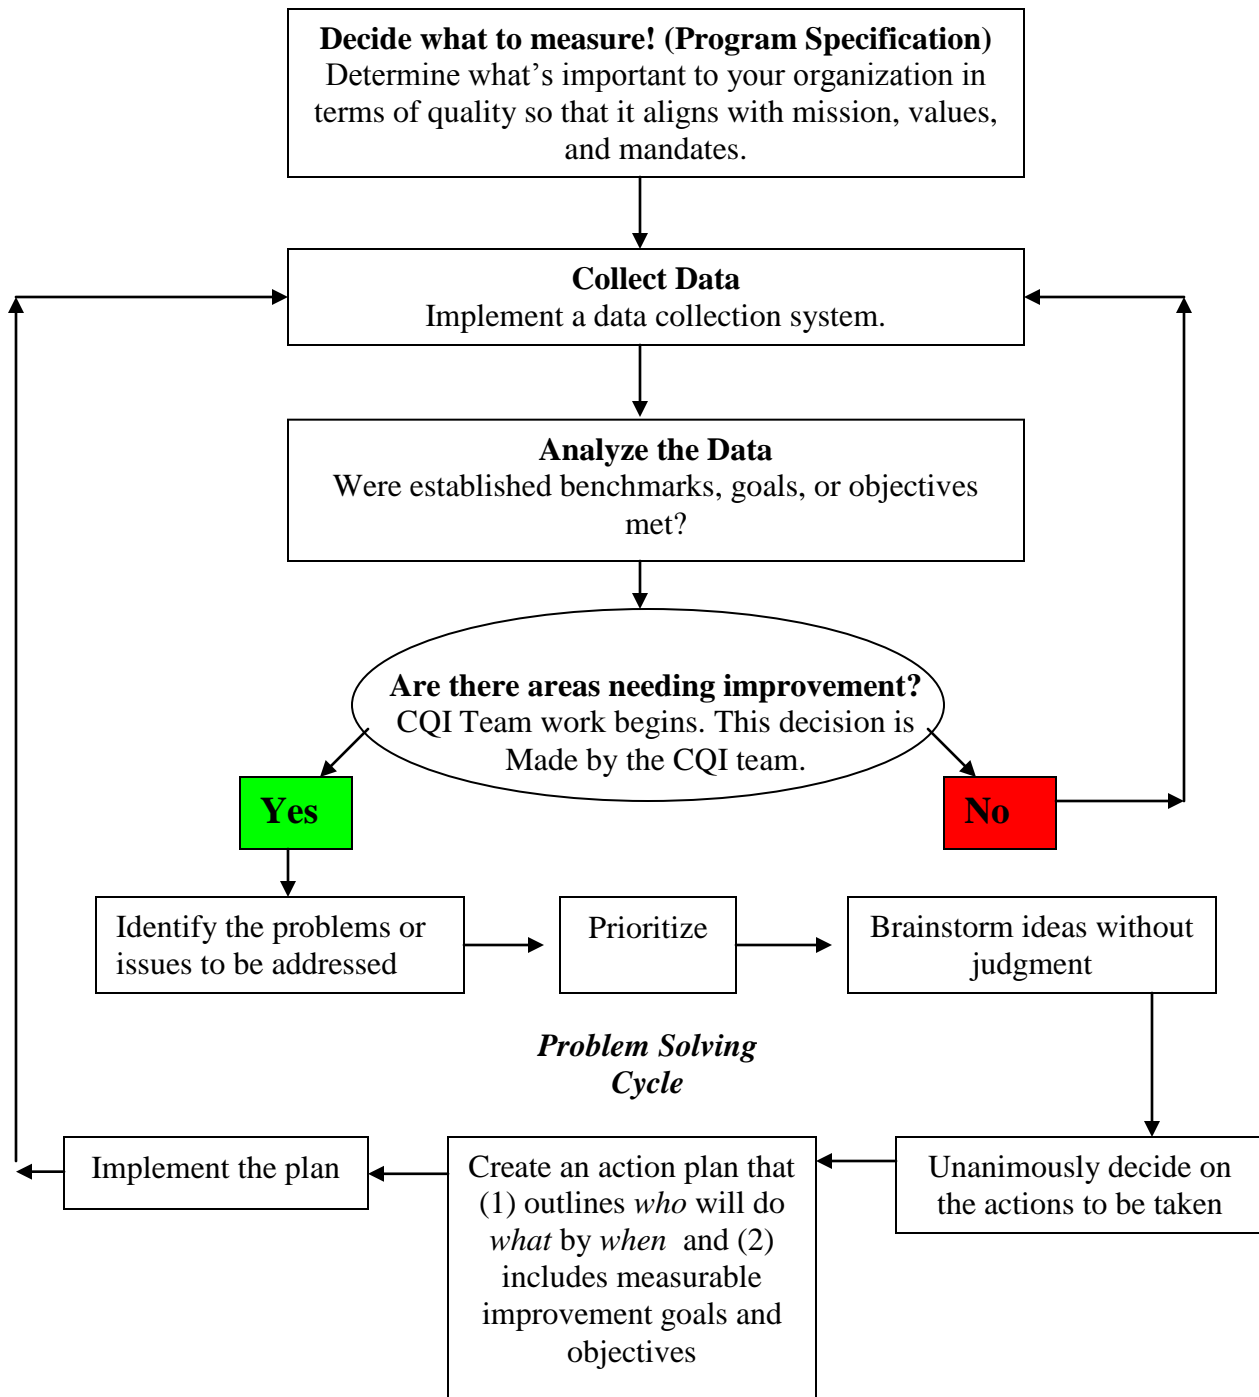 Decide what to measure! (Program Specification)
Determine what's important to your organization in
terms of quality so that it aligns with mission, values,
and mandates.
Collect Data
Implement a data collection system.
Analyze the Data
Were established benchmarks, goals, or objectives
met?
Are there areas needing improvement?
CQI Team work begins. This decision is
Made by the CQI team.
Yes
No
Identify the problems or
issues to be addressed
Prioritize
Brainstorm ideas without
judgment
Problem Solving
Cycle
Implement the plan
Create an action plan that
(1) outlines who will do
what by when and (2)
includes measurable
improvement goals and
objectives
Unanimously decide on
the actions to be taken